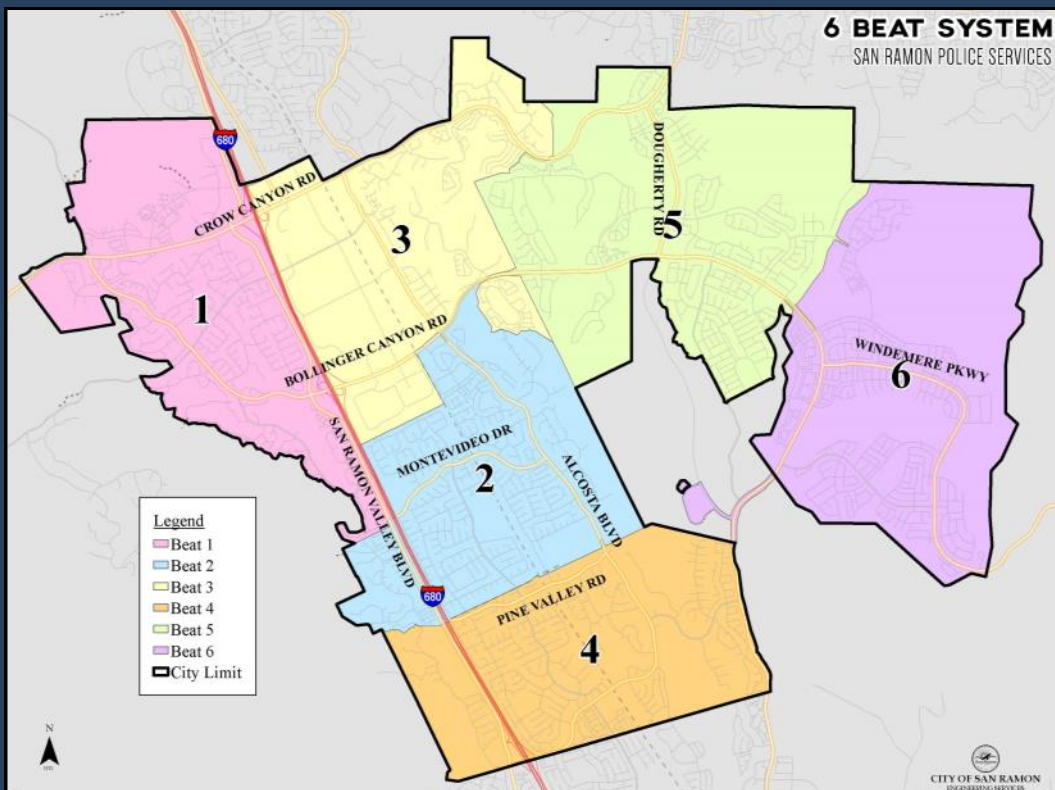 6 BEAT SYSTEM
SAN RAMON POLICE SERVICES
680
CROW CANYON RD
DOUGHERTY RD
3
5
1
BOLLINGER CANYON RD
WINDEMERE PKWY
6
SAN RAMON VALLEY BLVD
MONTEVIDEO DR
2
ALCOSTA BLVD
680
PINE VALLEY RD
4
Legend
Beat 1
Beat 2
Beat 3
Beat 4
Beat 5
Beat 6
City Limit
N
CITY OF SAN RAMON
ENGINEERING SERVICES